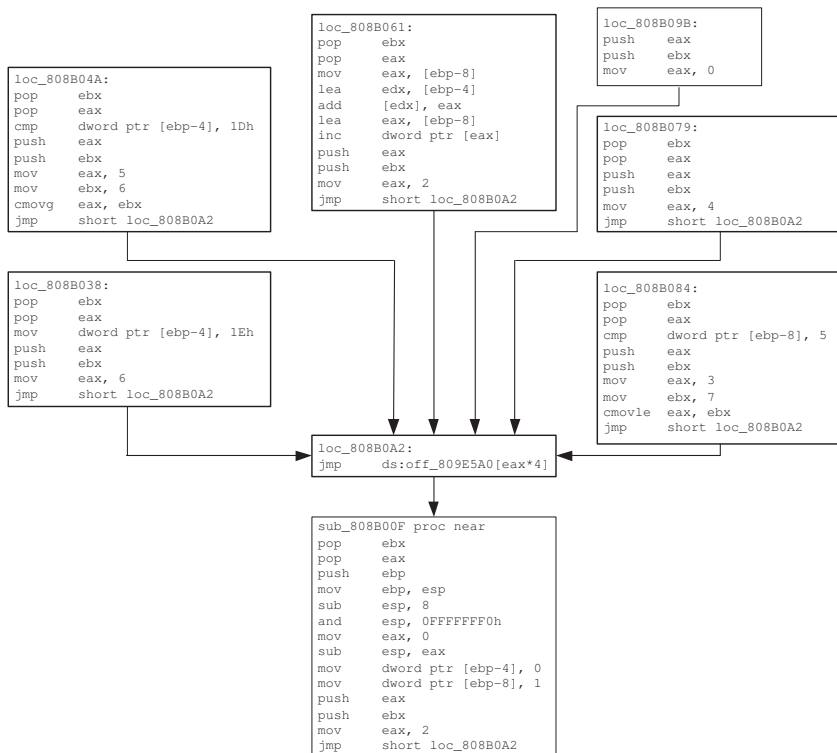 loc_808B04A:
pop ebx
pop eax
cmp dword ptr [ebp-4], 1Dh
push eax
push ebx
mov eax, 5
mov ebx, 6
cmovg eax, ebx
jmp short loc_808B0A2
loc_808B061:
pop ebx
pop eax
mov eax, [ebp-8]
lea edx, [ebp-4]
add [edx], eax
lea eax, [ebp-8]
inc dword ptr [eax]
push eax
push ebx
mov eax, 2
jmp short loc_808B0A2
loc_808B09B:
push eax
push ebx
mov eax, 0
loc_808B079:
pop ebx
pop eax
push eax
push ebx
mov eax, 4
jmp short loc_808B0A2
loc_808B038:
pop ebx
pop eax
mov dword ptr [ebp-4], 1Eh
push eax
push ebx
mov eax, 6
jmp short loc_808B0A2
loc_808B084:
pop ebx
pop eax
cmp dword ptr [ebp-8], 5
push eax
push ebx
mov eax, 3
mov ebx, 7
cmovle eax, ebx
jmp short loc_808B0A2
loc_808B0A2:
jmp ds:off_809E5A0[eax*4]
sub_808B00F proc near
pop ebx
pop eax
push ebp
mov ebp, esp
sub esp, 8
and esp, 0FFFFFFF0h
mov eax, 0
sub esp, eax
mov dword ptr [ebp-4], 0
mov dword ptr [ebp-8], 1
push eax
push ebx
mov eax, 2
jmp short loc_808B0A2